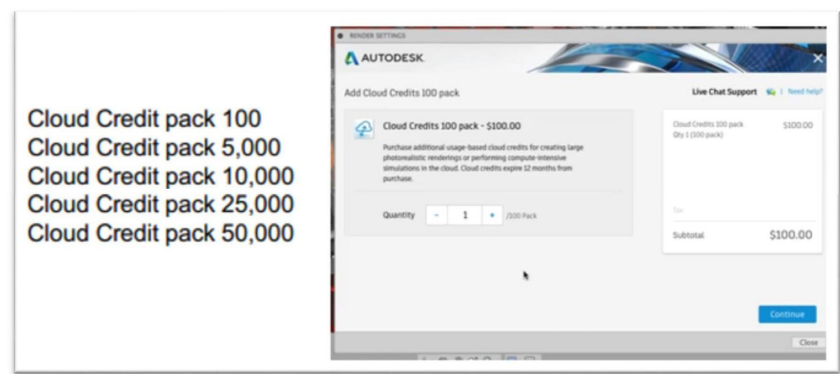 Cloud Credit pack 100
Cloud Credit pack 5,000
Cloud Credit pack 10,000
Cloud Credit pack 25,000
Cloud Credit pack 50,000
RENDER SETTINGS
AUTODESK.
Add Cloud Credits 100 pack
Live Chat Support
Need help?
Cloud Credits 100 pack - $100.00
Purchase additional usage-based cloud credits for creating large
photorealistic renderings or performing compute-intensive
simulations in the cloud. Cloud credits expire 12 months from
purchase.
Quantity - 1 + /100 Pack
Cloud Credits 100 pack $100.00
Qty 1 (100 pack)
Tax
Subtotal $100.00
Continue
Close